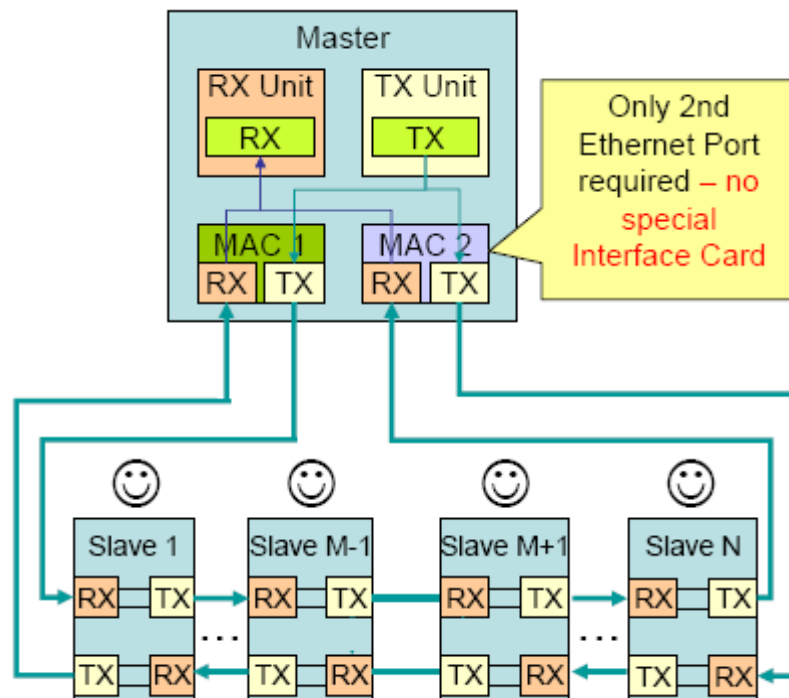 Master
RX Unit
TX Unit
RX
TX
Only 2nd
Ethernet Port
required – no
special
Interface Card
MAC 1
MAC 2
RX
TX
RX
TX
Slave 1
Slave M-1
Slave M+1
Slave N
RX
TX
RX
TX
RX
TX
RX
TX
...
...
TX
RX
TX
RX
TX
RX
TX
RX